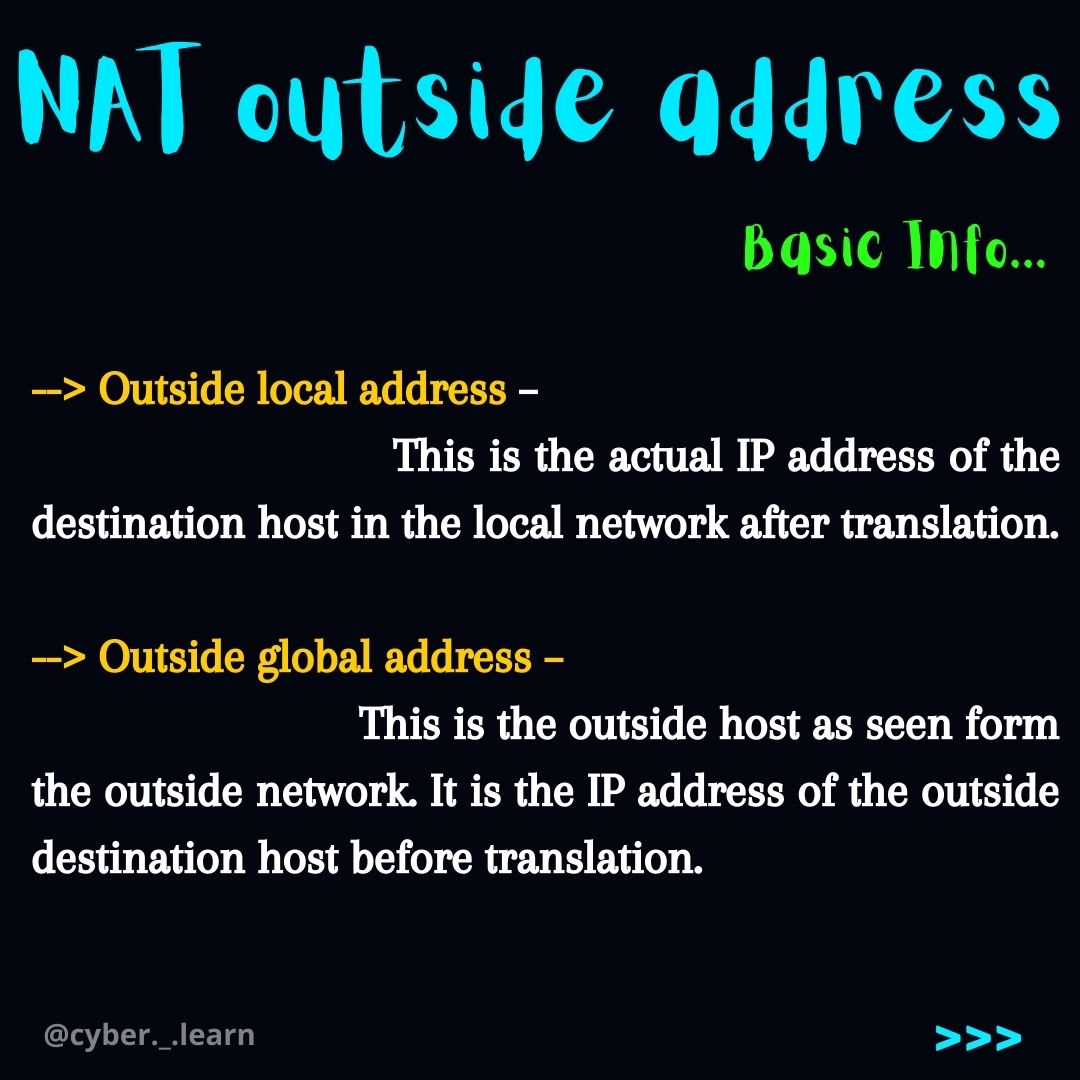 NAT outside address
Basic Info...
--> Outside local address –
This is the actual IP address of the
destination host in the local network after translation.
--> Outside global address –
This is the outside host as seen form
the outside network. It is the IP address of the outside
destination host before translation.
@cyber._.learn
>>>